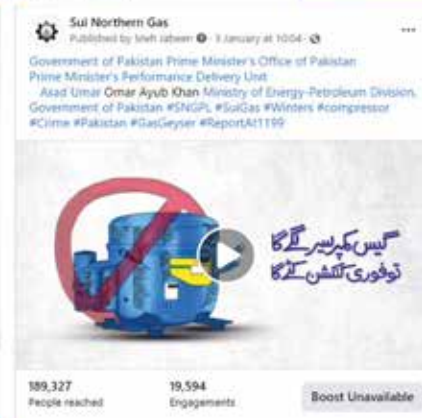 Sui Northern Gas
Published by Meh Jabeen · 3 January at 10:04 ·
Government of Pakistan Prime Minister's Office of Pakistan
Prime Minister's Performance Delivery Unit
Asad Umar Omar Ayub Khan Ministry of Energy-Petroleum Division,
Government of Pakistan #SNGPL #SuiGas #Winters #compressor
#Crime #Pakistan #GasGeyser #ReportAt1199
گیس کمپریسر لگے گا
تو فوری کنکشن کٹے گا
189,327
19,594
People reached
Engagements
Boost Unavailable